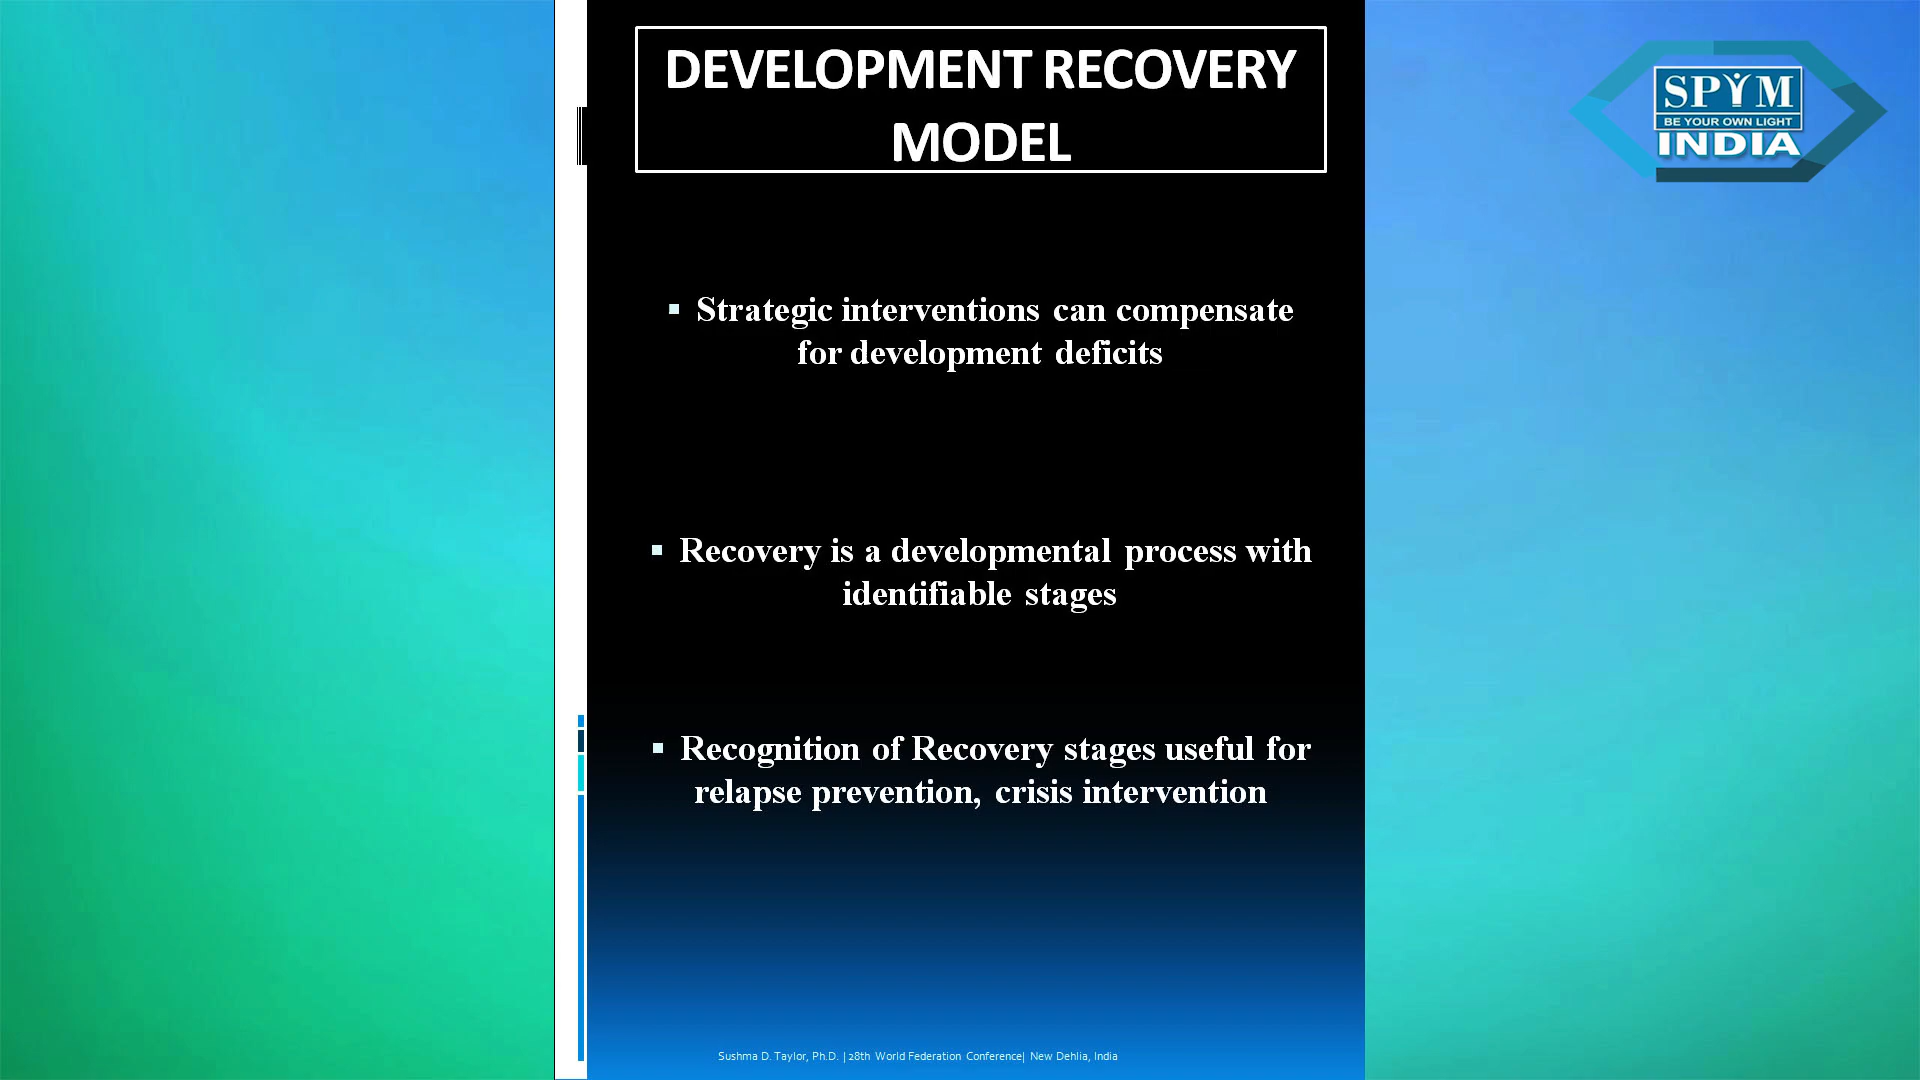 DEVELOPMENT RECOVERY
MODEL
SPYM
BE YOUR OWN LIGHT
INDIA
▪ Strategic interventions can compensate
for development deficits
▪ Recovery is a developmental process with
identifiable stages
▪ Recognition of Recovery stages useful for
relapse prevention, crisis intervention
Sushma D. Taylor, Ph.D. | 28th World Federation Conference| New Dehlia, India